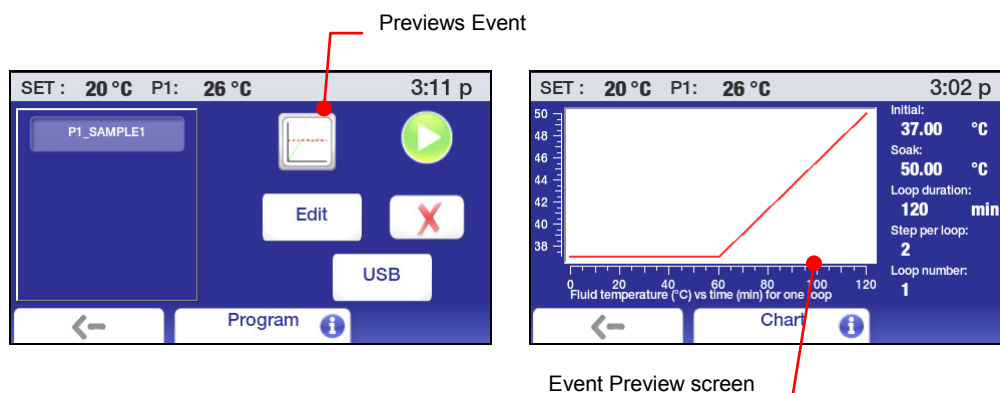 Previews Event
SET : 20 °C P1: 26 °C 3:11 p
P1_SAMPLE1
Edit
X
USB
Program i
SET : 20 °C P1: 26 °C 3:02 p
50
48
46
44
42
40
38
0 20 40 60 80 100 120
Fluid temperature (°C) vs time (min) for one loop
Initial:
37.00 °C
Soak:
50.00 °C
Loop duration:
120 min
Step per loop:
2
Loop number:
1
Chart i
Event Preview screen